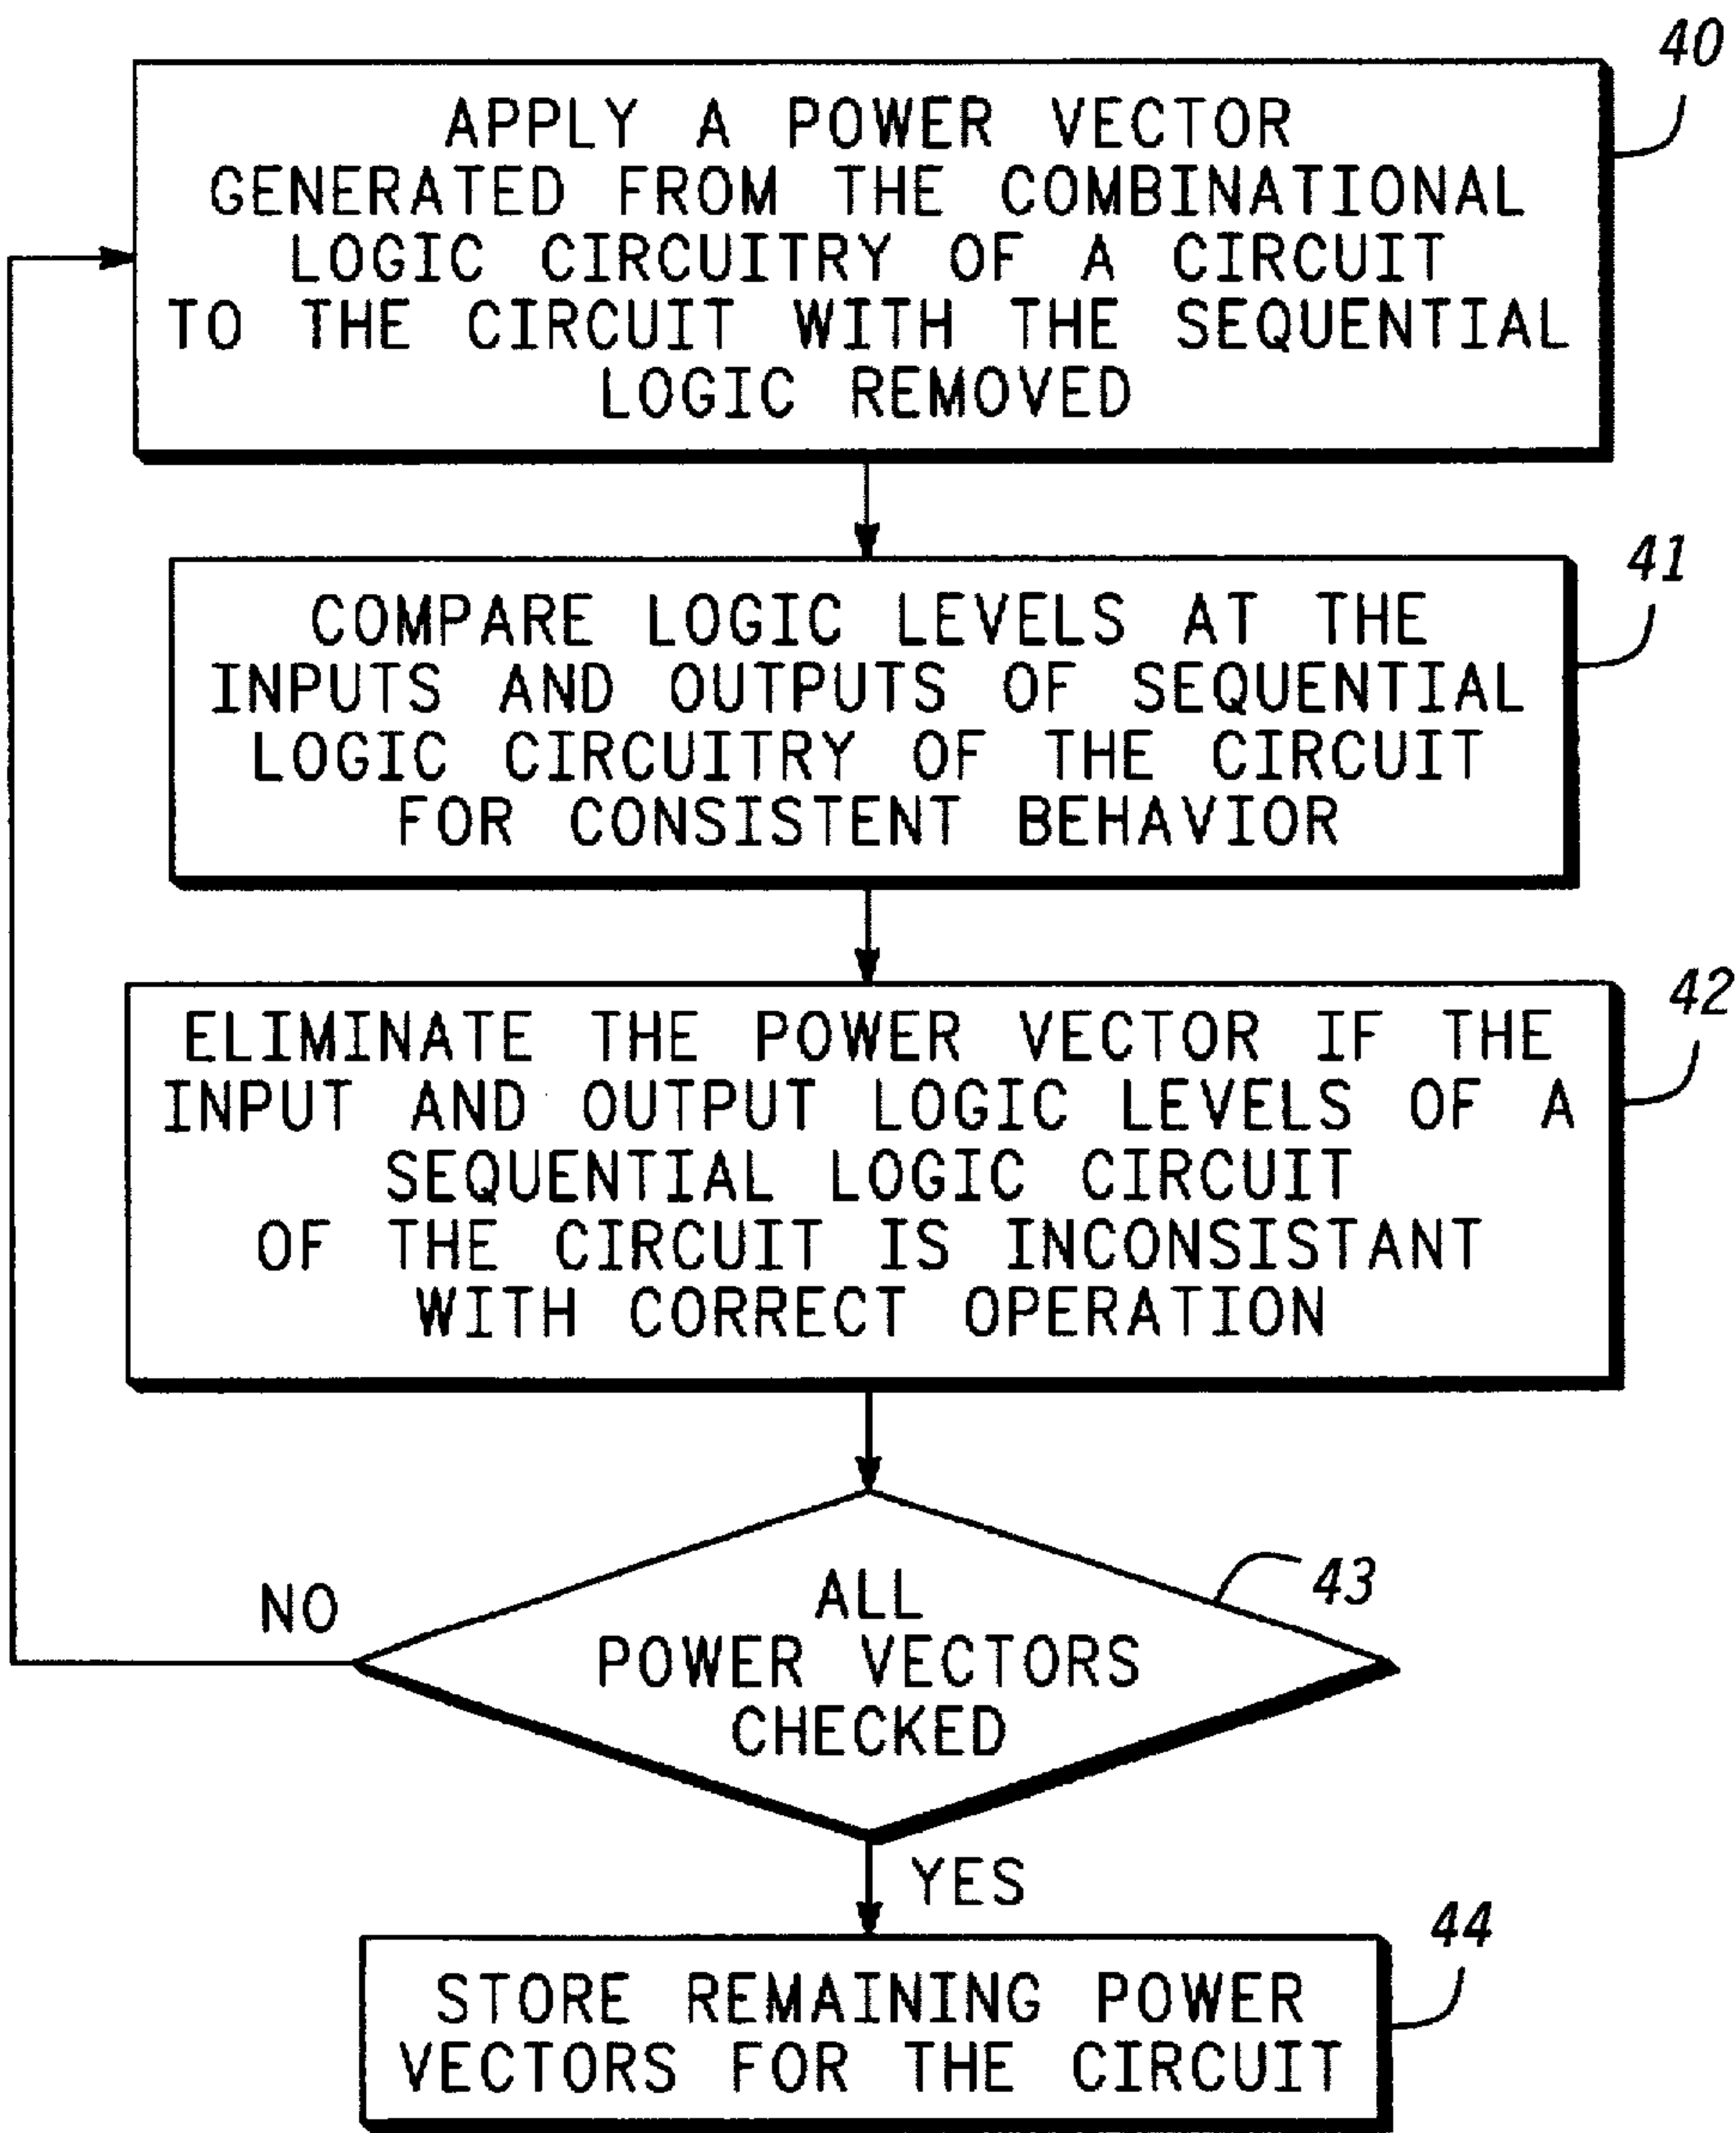 40
APPLY A POWER VECTOR
GENERATED FROM THE COMBINATIONAL
LOGIC CIRCUITRY OF A CIRCUIT
TO THE CIRCUIT WITH THE SEQUENTIAL
LOGIC REMOVED
41
COMPARE LOGIC LEVELS AT THE
INPUTS AND OUTPUTS OF SEQUENTIAL
LOGIC CIRCUITRY OF THE CIRCUIT
FOR CONSISTENT BEHAVIOR
42
ELIMINATE THE POWER VECTOR IF THE
INPUT AND OUTPUT LOGIC LEVELS OF A
SEQUENTIAL LOGIC CIRCUIT
OF THE CIRCUIT IS INCONSISTANT
WITH CORRECT OPERATION
43
NO
ALL
POWER VECTORS
CHECKED
YES
44
STORE REMAINING POWER
VECTORS FOR THE CIRCUIT